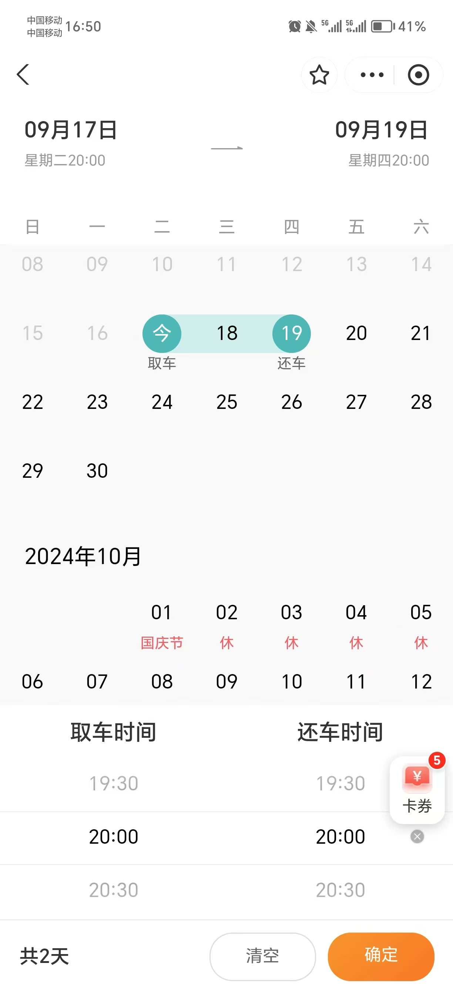 中国移动
中国移动
16:50
5G
5G
41%
09月17日
09月19日
星期二20:00
星期四20:00
日 一 二 三 四 五 六
08 09 10 11 12 13 14
15 16 今 18 19 20 21
取车 还车
22 23 24 25 26 27 28
29 30
2024年10月
01 02 03 04 05
国庆节 休 休 休 休
06 07 08 09 10 11 12
取车时间 还车时间
5
¥
卡券
19:30 19:30
20:00 20:00
20:30 20:30
共2天
清空
确定